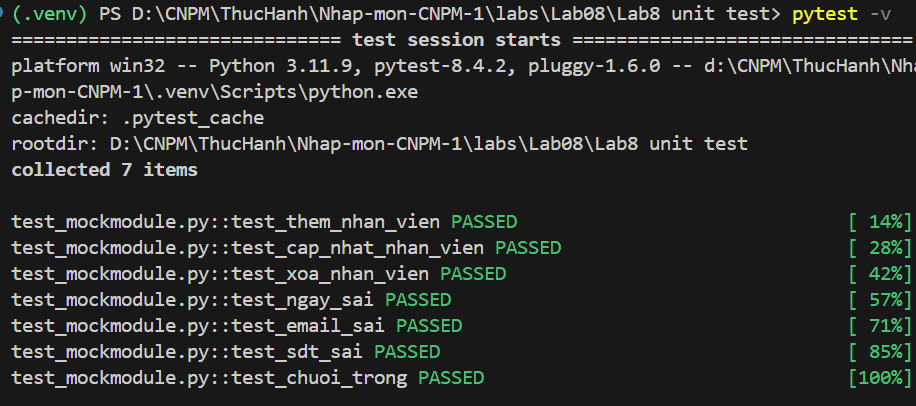 (.venv) PS D:\CNPM\ThucHanh\Nhap-mon-CNPM-1\labs\Lab08\Lab8 unit test> pytest -v
============================== test session starts ===============================
platform win32 -- Python 3.11.9, pytest-8.4.2, pluggy-1.6.0 -- d:\CNPM\ThucHanh\Nha
p-mon-CNPM-1\.venv\Scripts\python.exe
cachedir: .pytest_cache
rootdir: D:\CNPM\ThucHanh\Nhap-mon-CNPM-1\labs\Lab08\Lab8 unit test
collected 7 items
test_mockmodule.py::test_them_nhan_vien PASSED [ 14%]
test_mockmodule.py::test_cap_nhat_nhan_vien PASSED [ 28%]
test_mockmodule.py::test_xoa_nhan_vien PASSED [ 42%]
test_mockmodule.py::test_ngay_sai PASSED [ 57%]
test_mockmodule.py::test_email_sai PASSED [ 71%]
test_mockmodule.py::test_sdt_sai PASSED [ 85%]
test_mockmodule.py::test_chuoi_trong PASSED [100%]